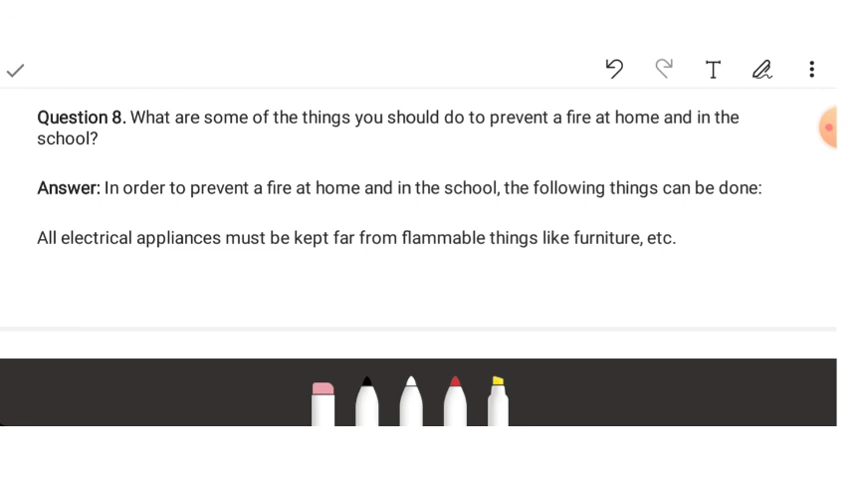 Question 8. What are some of the things you should do to prevent a fire at home and in the
school?
Answer: In order to prevent a fire at home and in the school, the following things can be done:
All electrical appliances must be kept far from flammable things like furniture, etc.